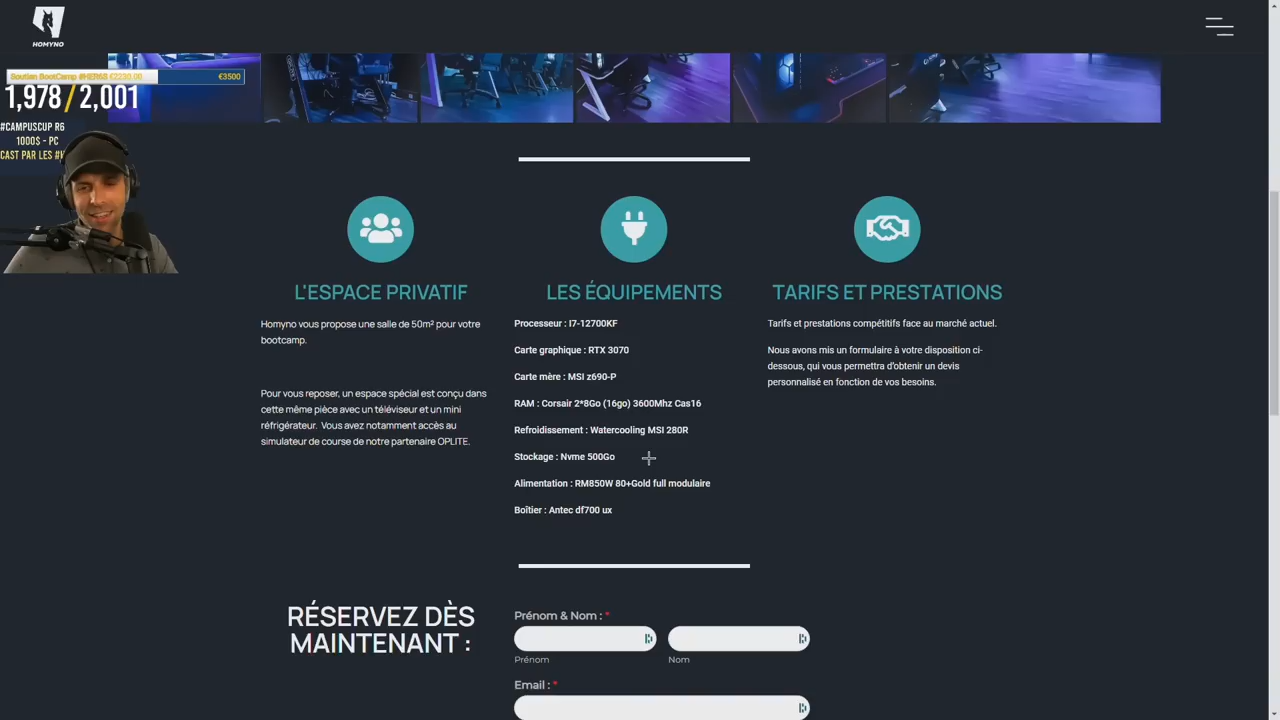 HOMYNO
Soutien BootCamp #HER6S €2230.00
€3500
1,978 / 2,001
#CAMPUSCUP R6
1000$ - PC
CAST PAR LES
L'ESPACE PRIVATIF
Homyno vous propose une salle de 50m² pour votre
bootcamp.
Pour vous reposer, un espace spécial est conçu dans
cette même pièce avec un téléviseur et un mini
réfrigérateur. Vous avez notamment accès au
simulateur de course de notre partenaire OPLITE.
LES ÉQUIPEMENTS
Processeur : I7-12700KF
Carte graphique : RTX 3070
Carte mère : MSI z690-P
RAM : Corsair 2*8Go (16go) 3600Mhz Cas16
Refroidissement : Watercooling MSI 280R
Stockage : Nvme 500Go
Alimentation : RM850W 80+Gold full modulaire
Boîtier : Antec df700 ux
TARIFS ET PRESTATIONS
Tarifs et prestations compétitifs face au marché actuel.
Nous avons mis un formulaire à votre disposition ci-
dessous, qui vous permettra d'obtenir un devis
personnalisé en fonction de vos besoins.
RÉSERVEZ DÈS
MAINTENANT :
Prénom & Nom : *
Prénom
Nom
Email : *